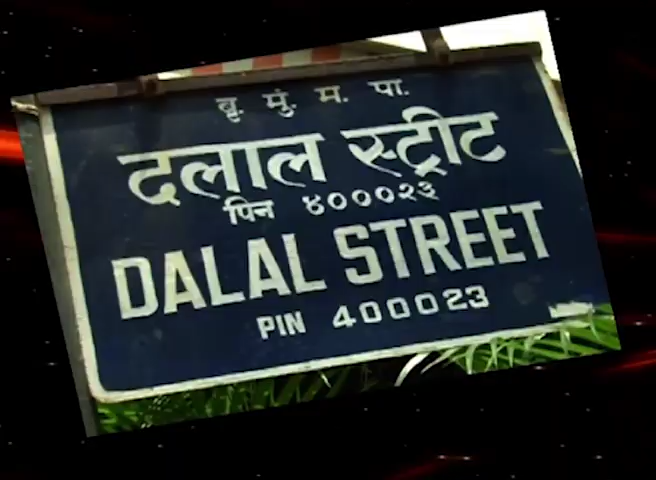 बृ. मुं. म. पा.
दलाल स्ट्रीट
पिन ४०००२३
DALAL STREET
PIN 400023